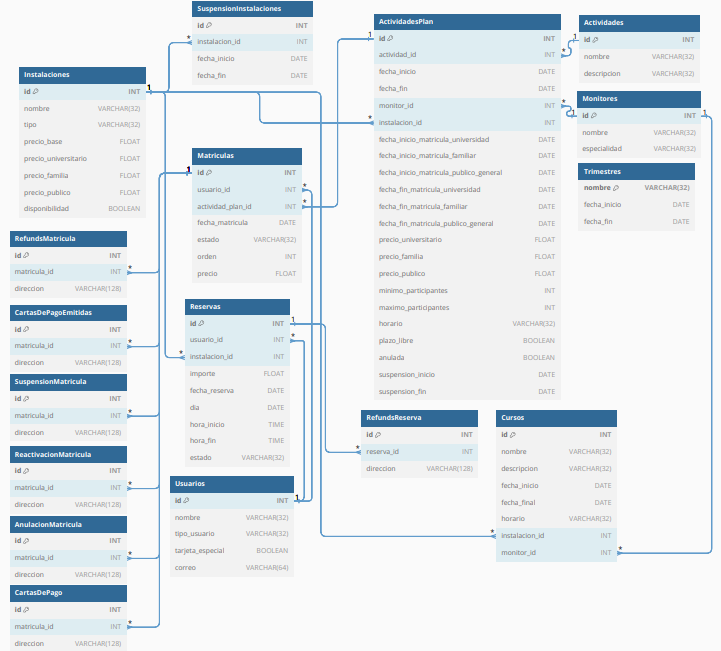 SuspensionInstalaciones
id INT
instalacion_id INT
fecha_inicio DATE
fecha_fin DATE
ActividadesPlan
id INT
actividad_id INT
fecha_inicio DATE
fecha_fin DATE
monitor_id INT
instalacion_id INT
fecha_inicio_matricula_universidad DATE
fecha_inicio_matricula_familiar DATE
fecha_inicio_matricula_publico_general DATE
fecha_fin_matricula_universidad DATE
fecha_fin_matricula_familiar DATE
fecha_fin_matricula_publico_general DATE
precio_universitario FLOAT
precio_familia FLOAT
precio_publico FLOAT
minimo_participantes INT
maximo_participantes INT
horario VARCHAR(32)
plazo_libre BOOLEAN
anulada BOOLEAN
suspension_inicio DATE
suspension_fin DATE
Actividades
id INT
nombre VARCHAR(32)
descripcion VARCHAR(32)
Monitores
id INT
nombre VARCHAR(32)
especialidad VARCHAR(32)
Trimestres
nombre VARCHAR(32)
fecha_inicio DATE
fecha_fin DATE
Instalaciones
id INT
nombre VARCHAR(32)
tipo VARCHAR(32)
precio_base FLOAT
precio_universitario FLOAT
precio_familia FLOAT
precio_publico FLOAT
disponibilidad BOOLEAN
Matriculas
id INT
usuario_id INT
actividad_plan_id INT
fecha_matricula DATE
estado VARCHAR(32)
orden INT
precio FLOAT
RefundsMatricula
id INT
matricula_id INT
direccion VARCHAR(128)
CartasDePagoEmitidas
id INT
matricula_id INT
direccion VARCHAR(128)
SuspensionMatricula
id INT
matricula_id INT
direccion VARCHAR(128)
ReactivacionMatricula
id INT
matricula_id INT
direccion VARCHAR(128)
AnulacionMatricula
id INT
matricula_id INT
direccion VARCHAR(128)
CartasDePago
id INT
matricula_id INT
direccion VARCHAR(128)
Reservas
id INT
usuario_id INT
instalacion_id INT
importe FLOAT
fecha_reserva DATE
dia DATE
hora_inicio TIME
hora_fin TIME
estado VARCHAR(32)
Usuarios
id INT
nombre VARCHAR(32)
tipo_usuario VARCHAR(32)
tarjeta_especial BOOLEAN
correo VARCHAR(64)
RefundsReserva
id INT
reserva_id INT
direccion VARCHAR(128)
Cursos
id INT
nombre VARCHAR(32)
descripcion VARCHAR(32)
fecha_inicio DATE
fecha_final DATE
horario VARCHAR(32)
instalacion_id INT
monitor_id INT